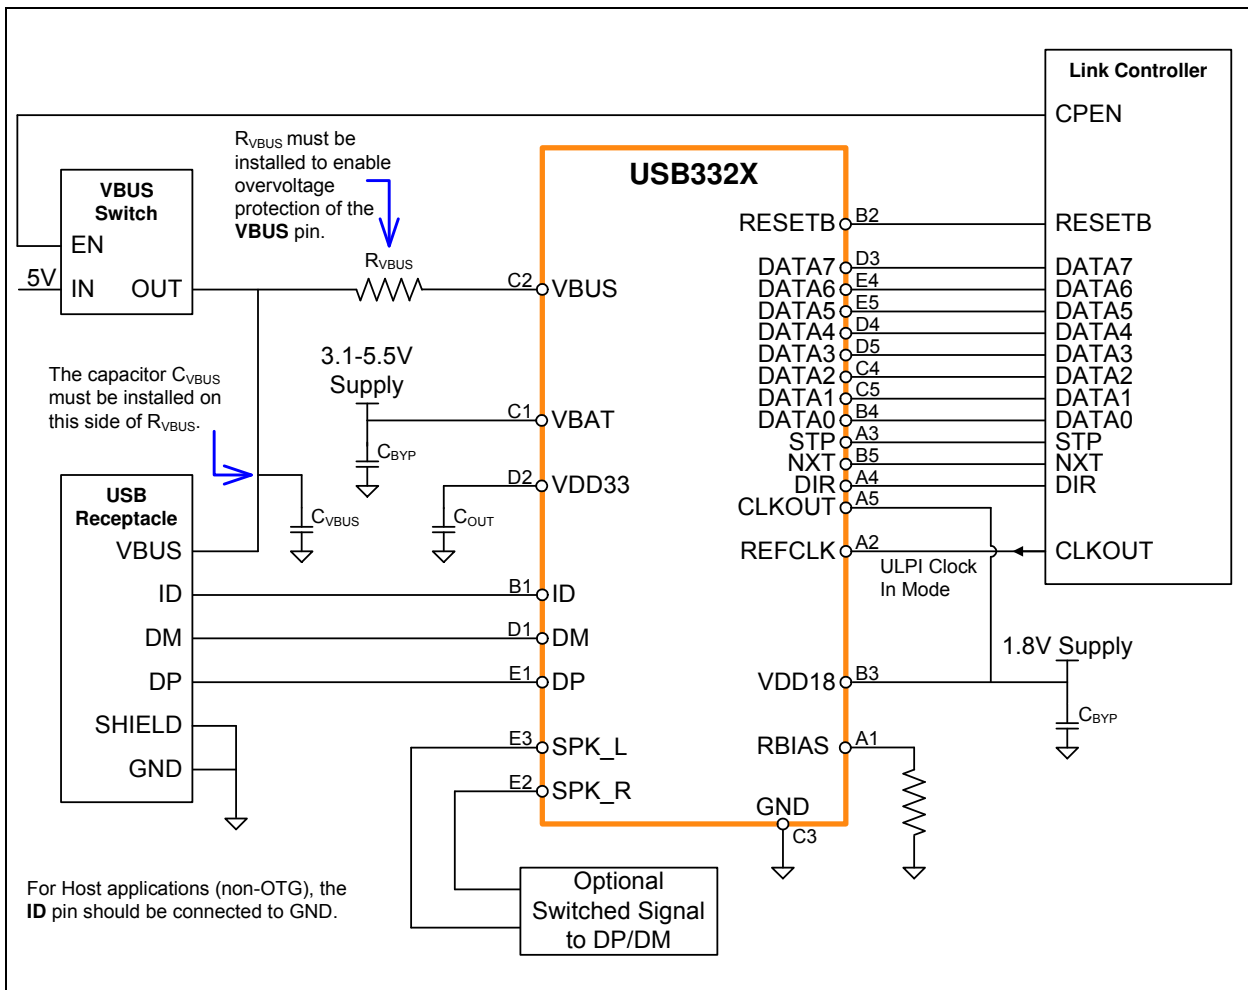 Link Controller
CPEN
RVBUS must be
installed to enable
overvoltage
protection of the
VBUS pin.
USB332X
VBUS
Switch
EN
5V
IN
OUT
RVBUS
C2
VBUS
RESETB
B2
RESETB
DATA7
D3
DATA7
DATA6
E4
DATA6
DATA5
E5
DATA5
DATA4
D4
DATA4
DATA3
D5
DATA3
DATA2
C4
DATA2
DATA1
C5
DATA1
DATA0
B4
DATA0
STP
A3
STP
NXT
B5
NXT
DIR
A4
DIR
CLKOUT
A5
REFCLK
A2
CLKOUT
ULPI Clock
In Mode
3.1-5.5V
Supply
The capacitor CVBUS
must be installed on
this side of RVBUS.
C1
VBAT
CBYP
D2
VDD33
COUT
CVBUS
USB
Receptacle
VBUS
ID
B1
ID
DM
D1
DM
DP
E1
DP
SHIELD
GND
1.8V Supply
VDD18
B3
CBYP
E3
SPK_L
RBIAS
A1
E2
SPK_R
GND
C3
Optional
Switched Signal
to DP/DM
For Host applications (non-OTG), the
ID pin should be connected to GND.